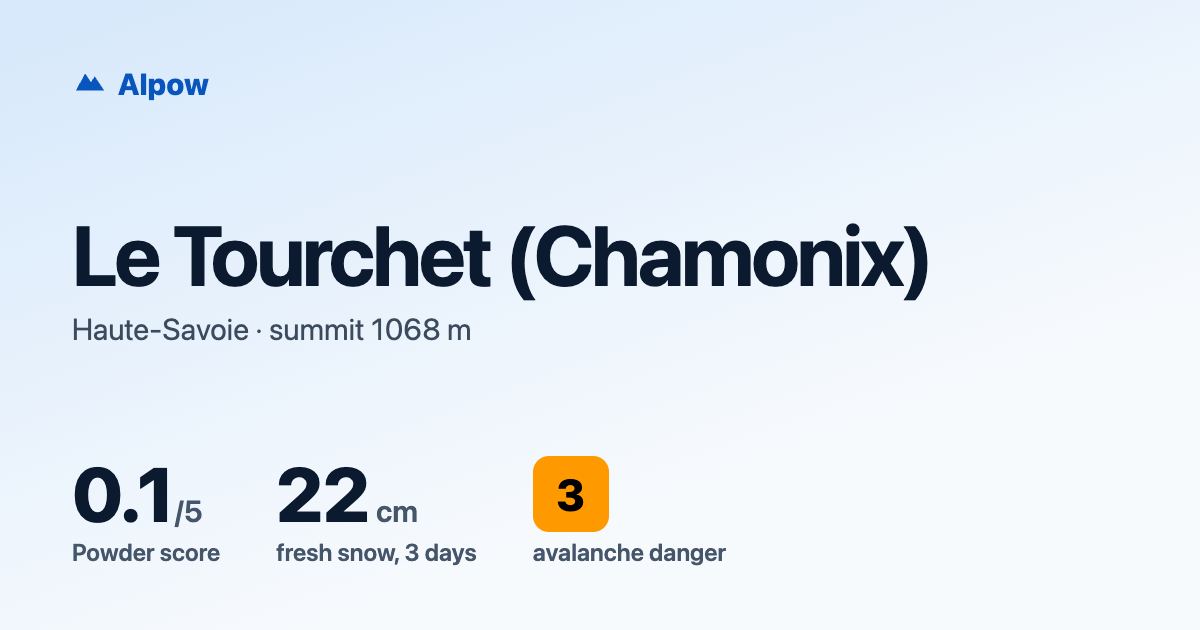 Alpow
Le Tourchet (Chamonix)
Haute-Savoie · summit 1068 m
0.1/5
Powder score
22 cm
fresh snow, 3 days
3
avalanche danger